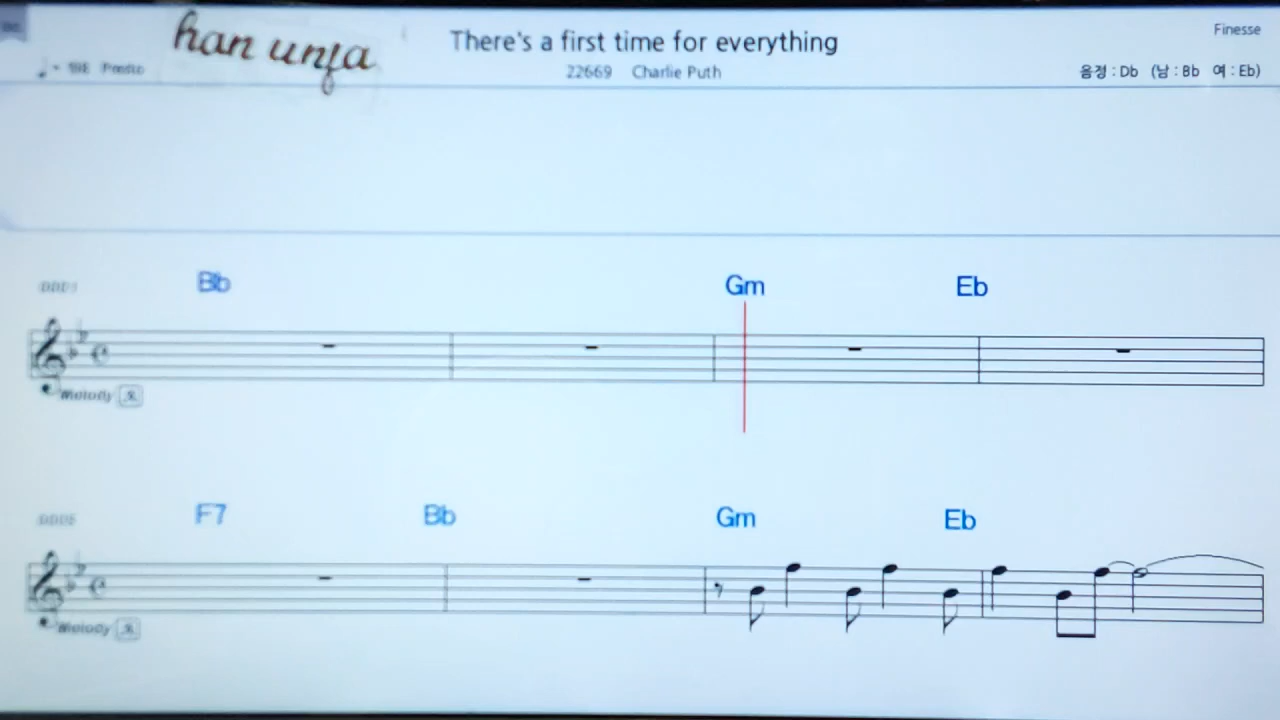 han unja
There's a first time for everything
Finesse
22669 Charlie Puth
음정 : Db (남 : Bb 여 : Eb)
Bb Gm Eb
Melody
F7 Bb Gm Eb
Melody